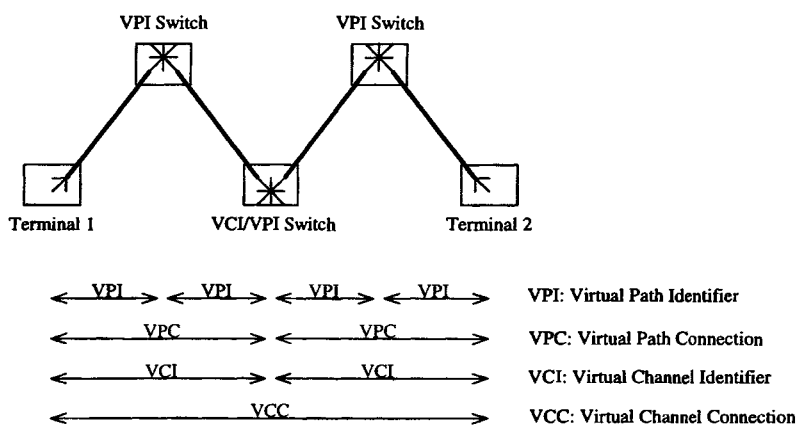 VPI Switch VPI Switch
Terminal 1 VCI/VPI Switch Terminal 2
VPI VPI VPI VPI VPI: Virtual Path Identifier
VPC VPC VPC: Virtual Path Connection
VCI VCI VCI: Virtual Channel Identifier
VCC VCC: Virtual Channel Connection